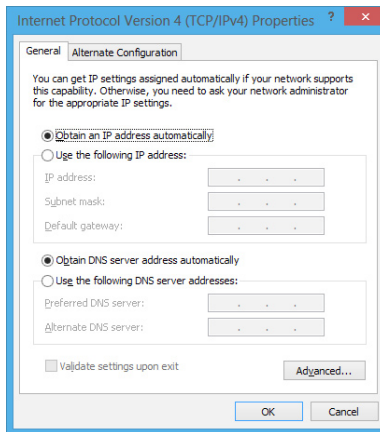 Internet Protocol Version 4 (TCP/IPv4) Properties ? ×
General Alternate Configuration
You can get IP settings assigned automatically if your network supports
this capability. Otherwise, you need to ask your network administrator
for the appropriate IP settings.
Obtain an IP address automatically
Use the following IP address:
IP address: . . .
Subnet mask: . . .
Default gateway: . . .
Obtain DNS server address automatically
Use the following DNS server addresses:
Preferred DNS server: . . .
Alternate DNS server: . . .
Validate settings upon exit
Advanced...
OK Cancel